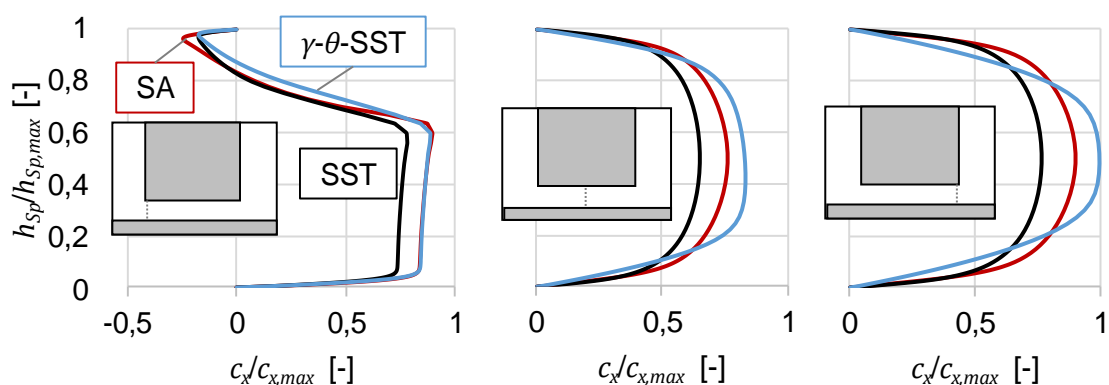 1
0,8
0,6
0,4
0,2
0
h_Sp/h_Sp,max [-]
γ-θ-SST
SA
SST
-0,5 0 0,5 1
0 0,5 1
0 0,5 1
c_x/c_x,max [-]
c_x/c_x,max [-]
c_x/c_x,max [-]